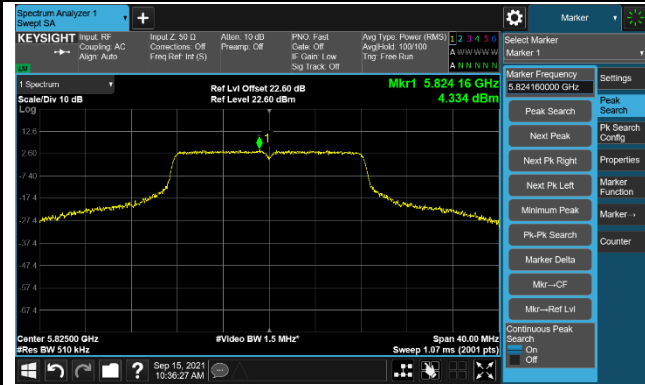 Spectrum Analyzer 1
Swept SA
+
Marker
KEYSIGHT
Input: RF
Coupling: AC
Align: Auto
Input Z: 50 Ω
Corrections: Off
Freq Ref: Int (S)
Atten: 10 dB
Preamp: Off
PNO: Fast
Gate: Off
IF Gain: Low
Sig Track: Off
Avg Type: Power (RMS)
Avg|Hold: 100/100
Trig: Free Run
1 2 3 4 5 6
A W W W W W
A N N N N N
Select Marker
Marker 1
1 Spectrum
Scale/Div 10 dB
Log
Ref Lvl Offset 22.60 dB
Ref Level 22.60 dBm
Mkr1 5.824 16 GHz
4.334 dBm
12.6
2.60
-7.40
-17.4
-27.4
-37.4
-47.4
-57.4
-67.4
1
Center 5.82500 GHz
#Res BW 510 kHz
#Video BW 1.5 MHz*
Span 40.00 MHz
Sweep 1.07 ms (2001 pts)
Marker Frequency
5.824160000 GHz
Peak Search
Next Peak
Next Pk Right
Next Pk Left
Minimum Peak
Pk-Pk Search
Marker Delta
Mkr→CF
Mkr→Ref Lvl
Continuous Peak
Search
On
Off
Settings
Peak
Search
Pk Search
Config
Properties
Marker
Function
Marker→
Counter
?
Sep 15, 2021
10:36:27 AM